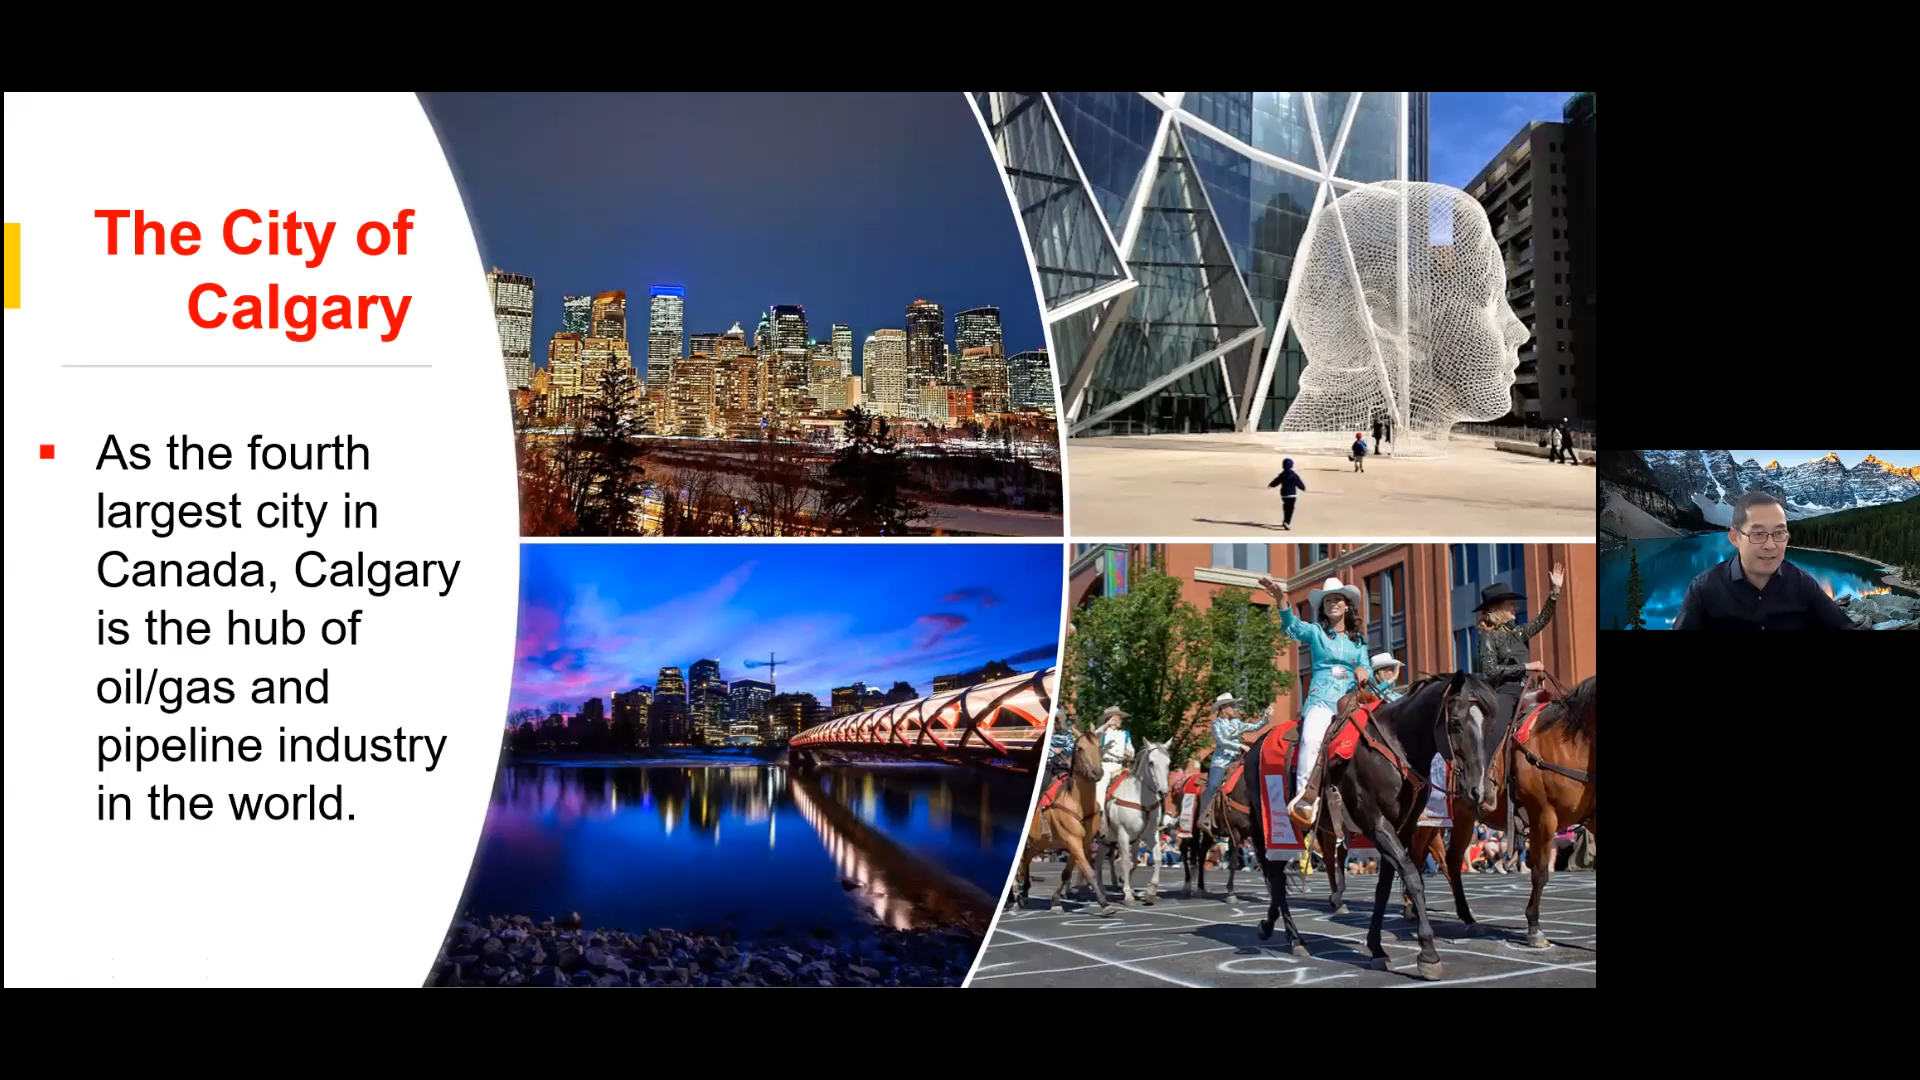 The City of
Calgary
As the fourth
largest city in
Canada, Calgary
is the hub of
oil/gas and
pipeline industry
in the world.